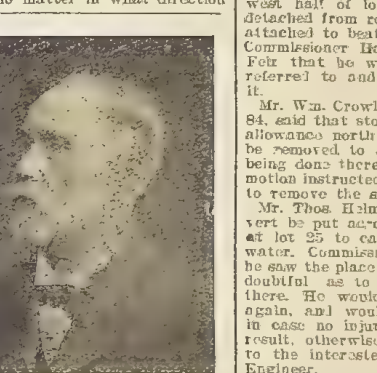 no matter in what direction
west half of lo
detached from r
attached to beat
Commissioner H
Felz that he w
referred to and
it.
Mr. Wm. Crowl
84, said that sto
allowance north
be removed, to
being done there
motion instructed
to remove the s
Mr. Thos. Helm
vert be put acro
at lot 25 to ca
water. Commiss
he saw the place
doubtful as to
there. He would
again, and woul
in case no injur
result, otherwise
to the intereste
Engineer.